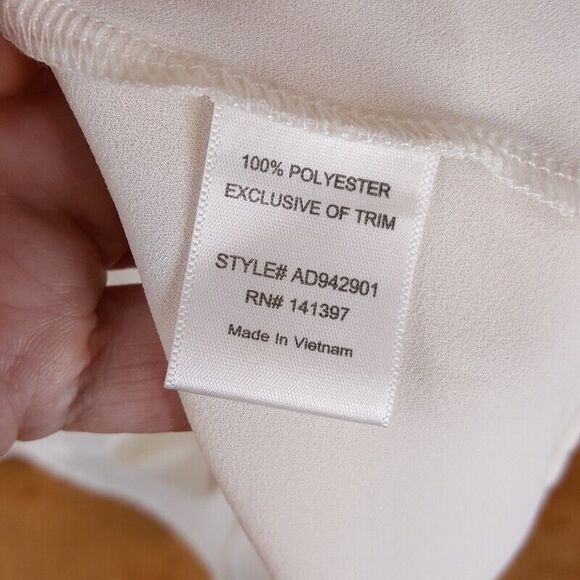 100% POLYESTER
EXCLUSIVE OF TRIM
STYLE# AD942901
RN# 141397
Made In Vietnam